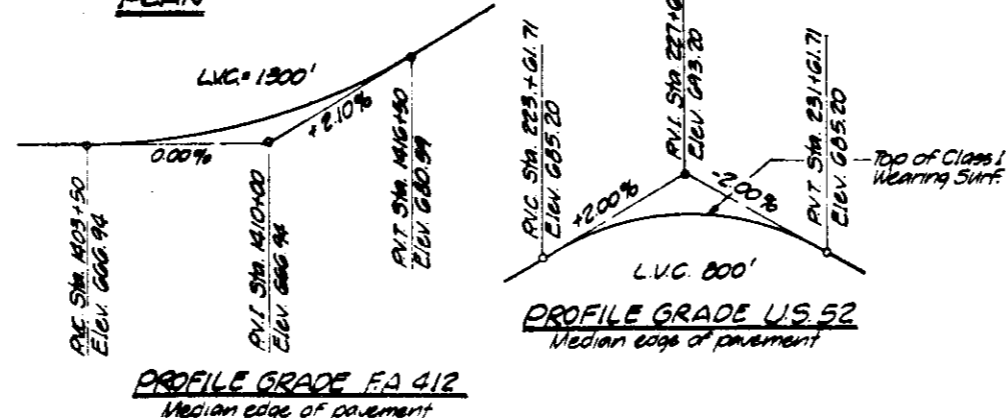 PLAN
L.V.C. = 1300'
0.00%
+2.10%
P.V.C. Sta. 1403+50
Elev. 666.94
P.V.I. Sta. 1410+00
Elev. 666.94
P.V.T. Sta. 1416+50
Elev. 680.59
PROFILE GRADE F.A 412
Median edge of pavement
P.V.C. Sta. 223+61.71
Elev. 685.20
P.V.I. Sta. 227+6
Elev. 693.20
P.V.T. Sta. 231+61.71
Elev. 685.20
+2.00%
-2.00%
Top of Class I
Wearing Surf.
L.V.C. 800'
PROFILE GRADE U.S. 52
Median edge of pavement